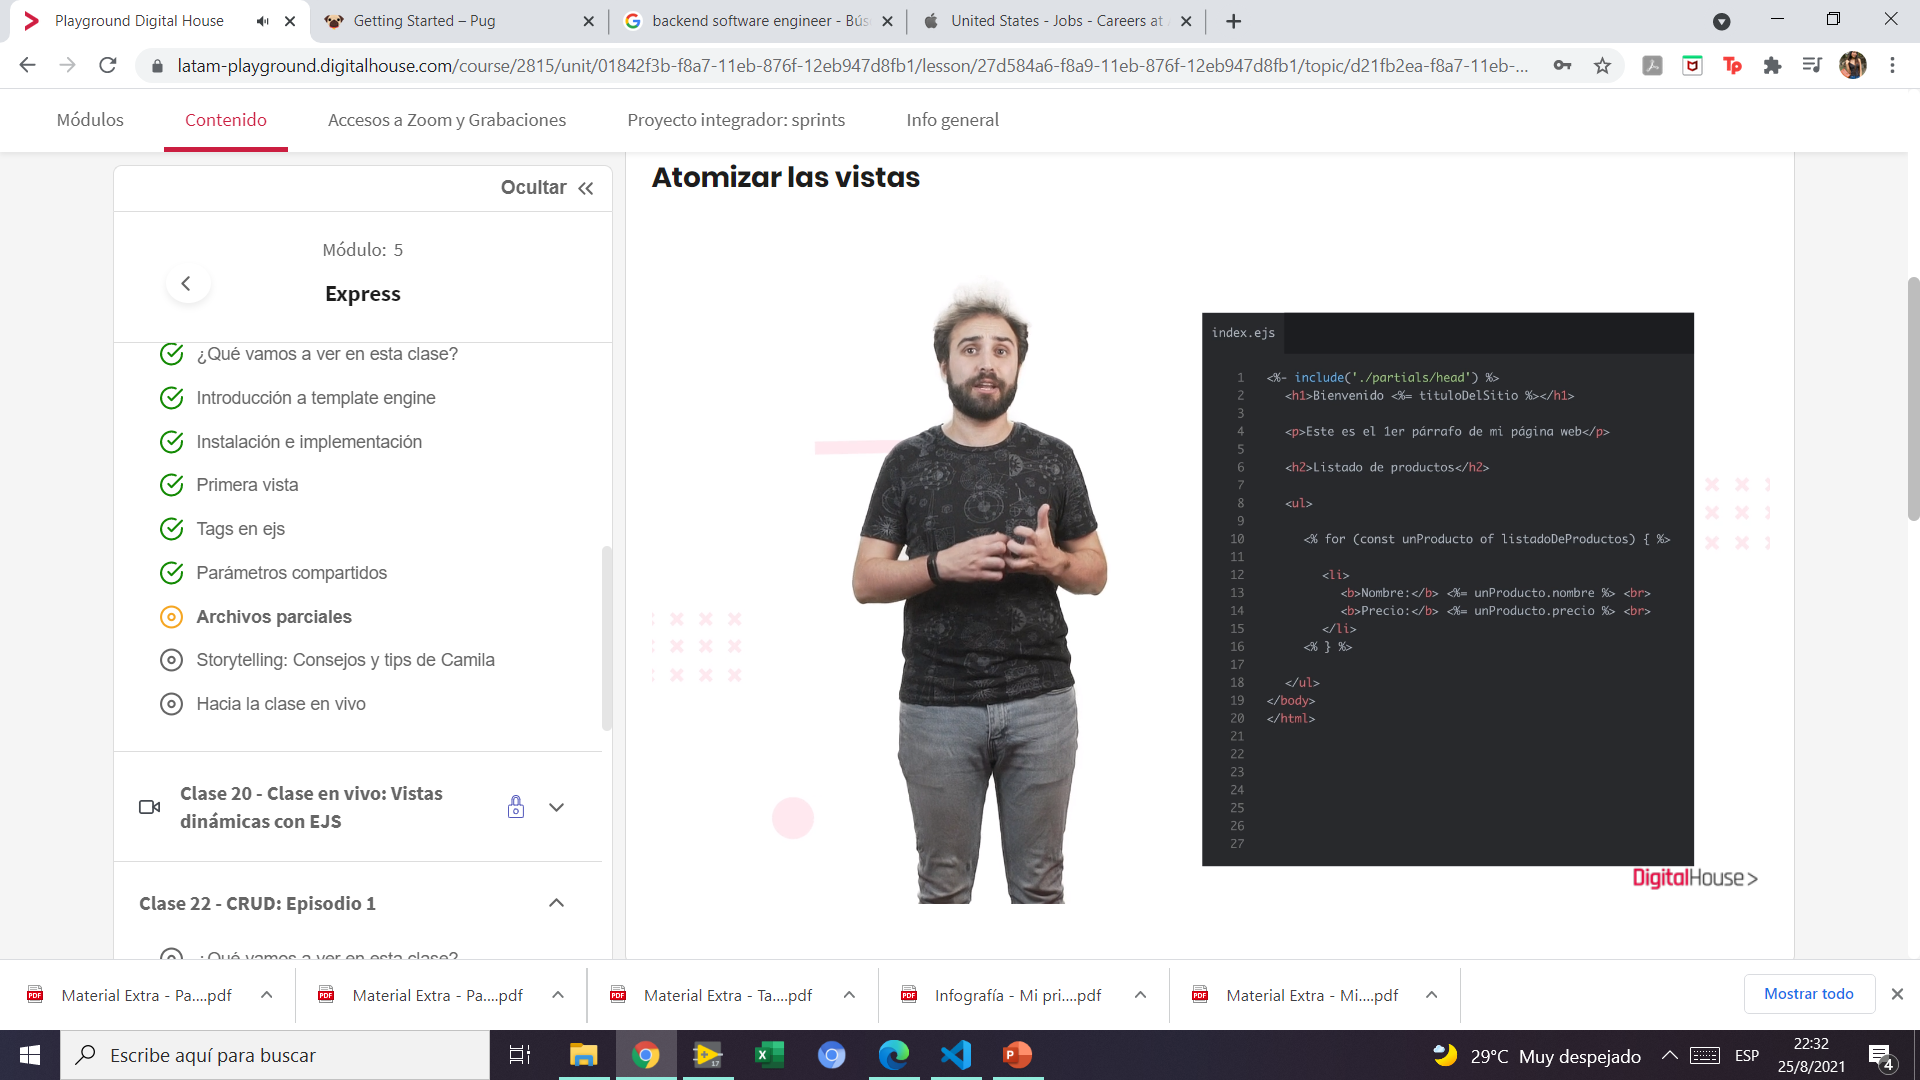 Playground Digital House
Getting Started – Pug
backend software engineer - Bús
United States - Jobs - Careers at
latam-playground.digitalhouse.com/course/2815/unit/01842f3b-f8a7-11eb-876f-12eb947d8fb1/lesson/27d584a6-f8a9-11eb-876f-12eb947d8fb1/topic/d21fb2ea-f8a7-11eb-...
Módulos
Contenido
Accesos a Zoom y Grabaciones
Proyecto integrador: sprints
Info general
Ocultar
Módulo: 5
Express
¿Qué vamos a ver en esta clase?
Introducción a template engine
Instalación e implementación
Primera vista
Tags en ejs
Parámetros compartidos
Archivos parciales
Storytelling: Consejos y tips de Camila
Hacia la clase en vivo
Clase 20 - Clase en vivo: Vistas
dinámicas con EJS
Clase 22 - CRUD: Episodio 1
¿Qué vamos a ver en esta clase?
Atomizar las vistas
index.ejs
1 <%- include('./partials/head') %>
2 <h1>Bienvenido <%= tituloDelSitio %></h1>
3
4 <p>Este es el 1er párrafo de mi página web</p>
5
6 <h2>Listado de productos</h2>
7
8 <ul>
9
10 <% for (const unProducto of listadoDeProductos) { %>
11
12 <li>
13 <b>Nombre:</b> <%= unProducto.nombre %> <br>
14 <b>Precio:</b> <%= unProducto.precio %> <br>
15 </li>
16 <% } %>
17
18 </ul>
19 </body>
20 </html>
21
22
23
24
25
26
27
DigitalHouse>
Material Extra - Pa....pdf
Material Extra - Pa....pdf
Material Extra - Ta....pdf
Infografía - Mi pri....pdf
Material Extra - Mi....pdf
Mostrar todo
Escribe aquí para buscar
29°C Muy despejado
ESP
22:32
25/8/2021
4